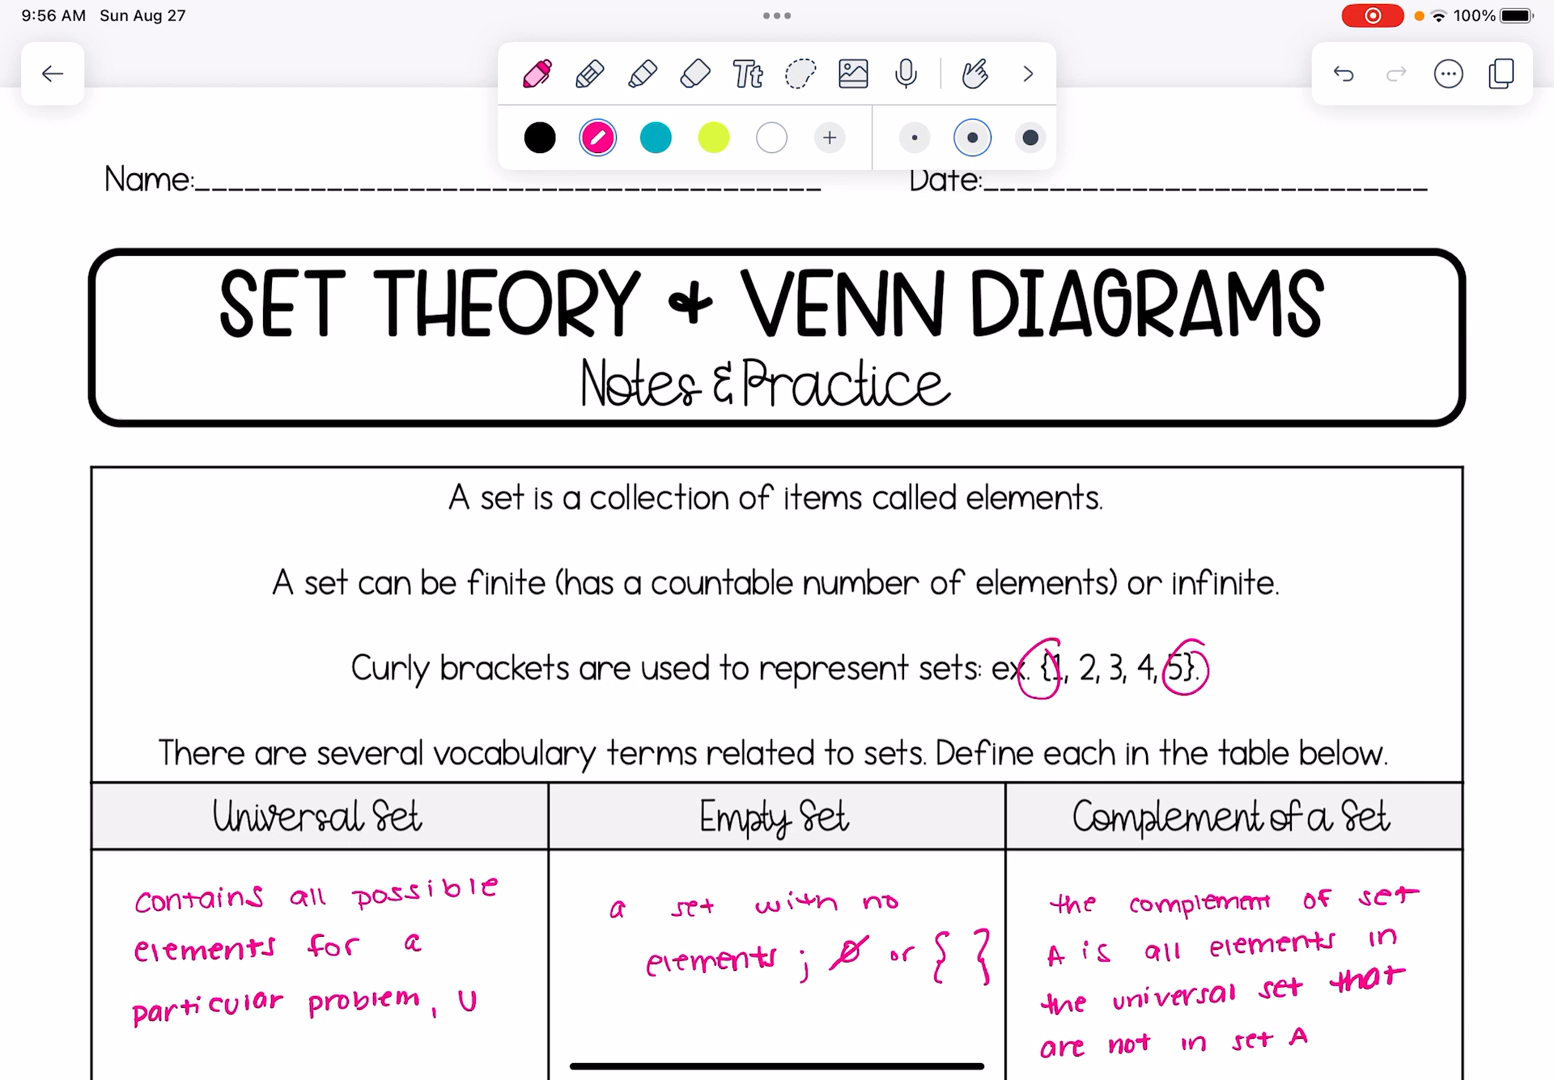 9:56 AM Sun Aug 27
100%
Tt
Name:______________________________________ Date:___________________________
SET THEORY & VENN DIAGRAMS
Notes & Practice
A set is a collection of items called elements.
A set can be finite (has a countable number of elements) or infinite.
Curly brackets are used to represent sets: ex. {1, 2, 3, 4, 5}.
There are several vocabulary terms related to sets. Define each in the table below.
Universal Set
contains all possible
elements for a
particular problem, U
Empty Set
a set with no
elements ; ∅ or { }
Complement of a Set
the complement of set
A is all elements in
the universal set that
are not in set A